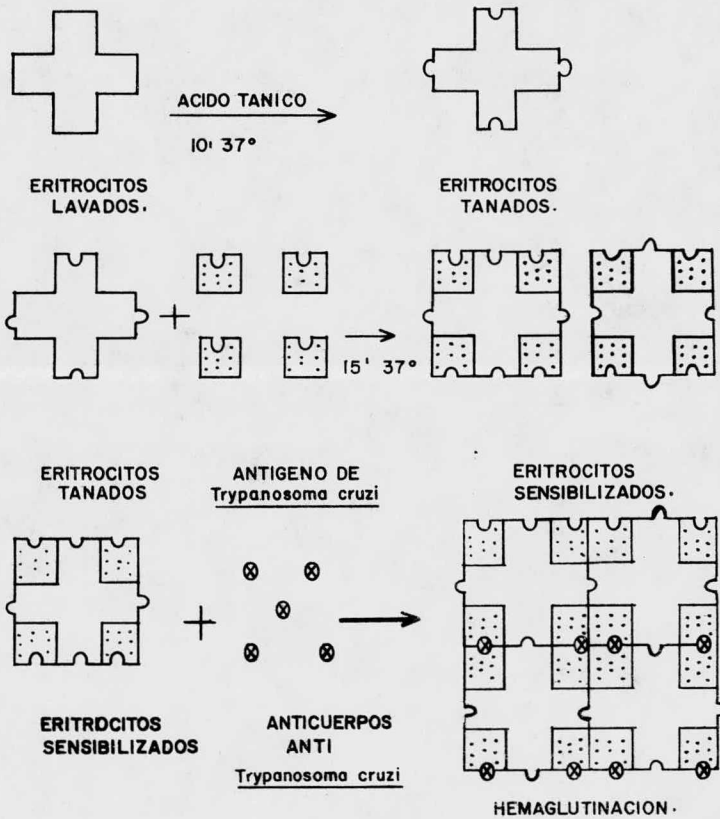 ACIDO TANICO
10' 37°
ERITROCITOS
LAVADOS.
ERITROCITOS
TANADOS.
+
15' 37°
ERITROCITOS
TANADOS
ANTIGENO DE
Trypanosoma cruzi
ERITROCITOS
SENSIBILIZADOS.
+
ERITROCITOS
SENSIBILIZADOS
ANTICUERPOS
ANTI
Trypanosoma cruzi
HEMAGLUTINACION.